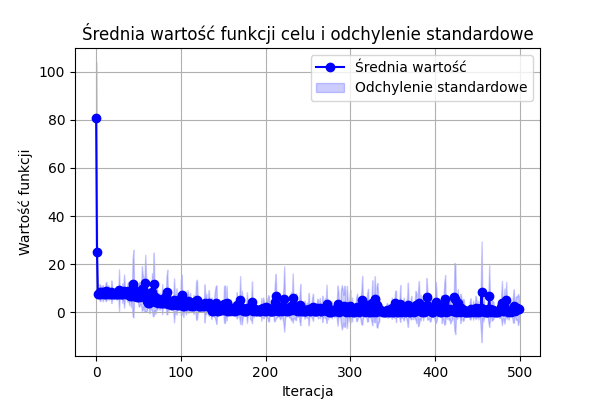 Średnia wartość funkcji celu i odchylenie standardowe
Średnia wartość
Odchylenie standardowe
Wartość funkcji
100
80
60
40
20
0
0 100 200 300 400 500
Iteracja